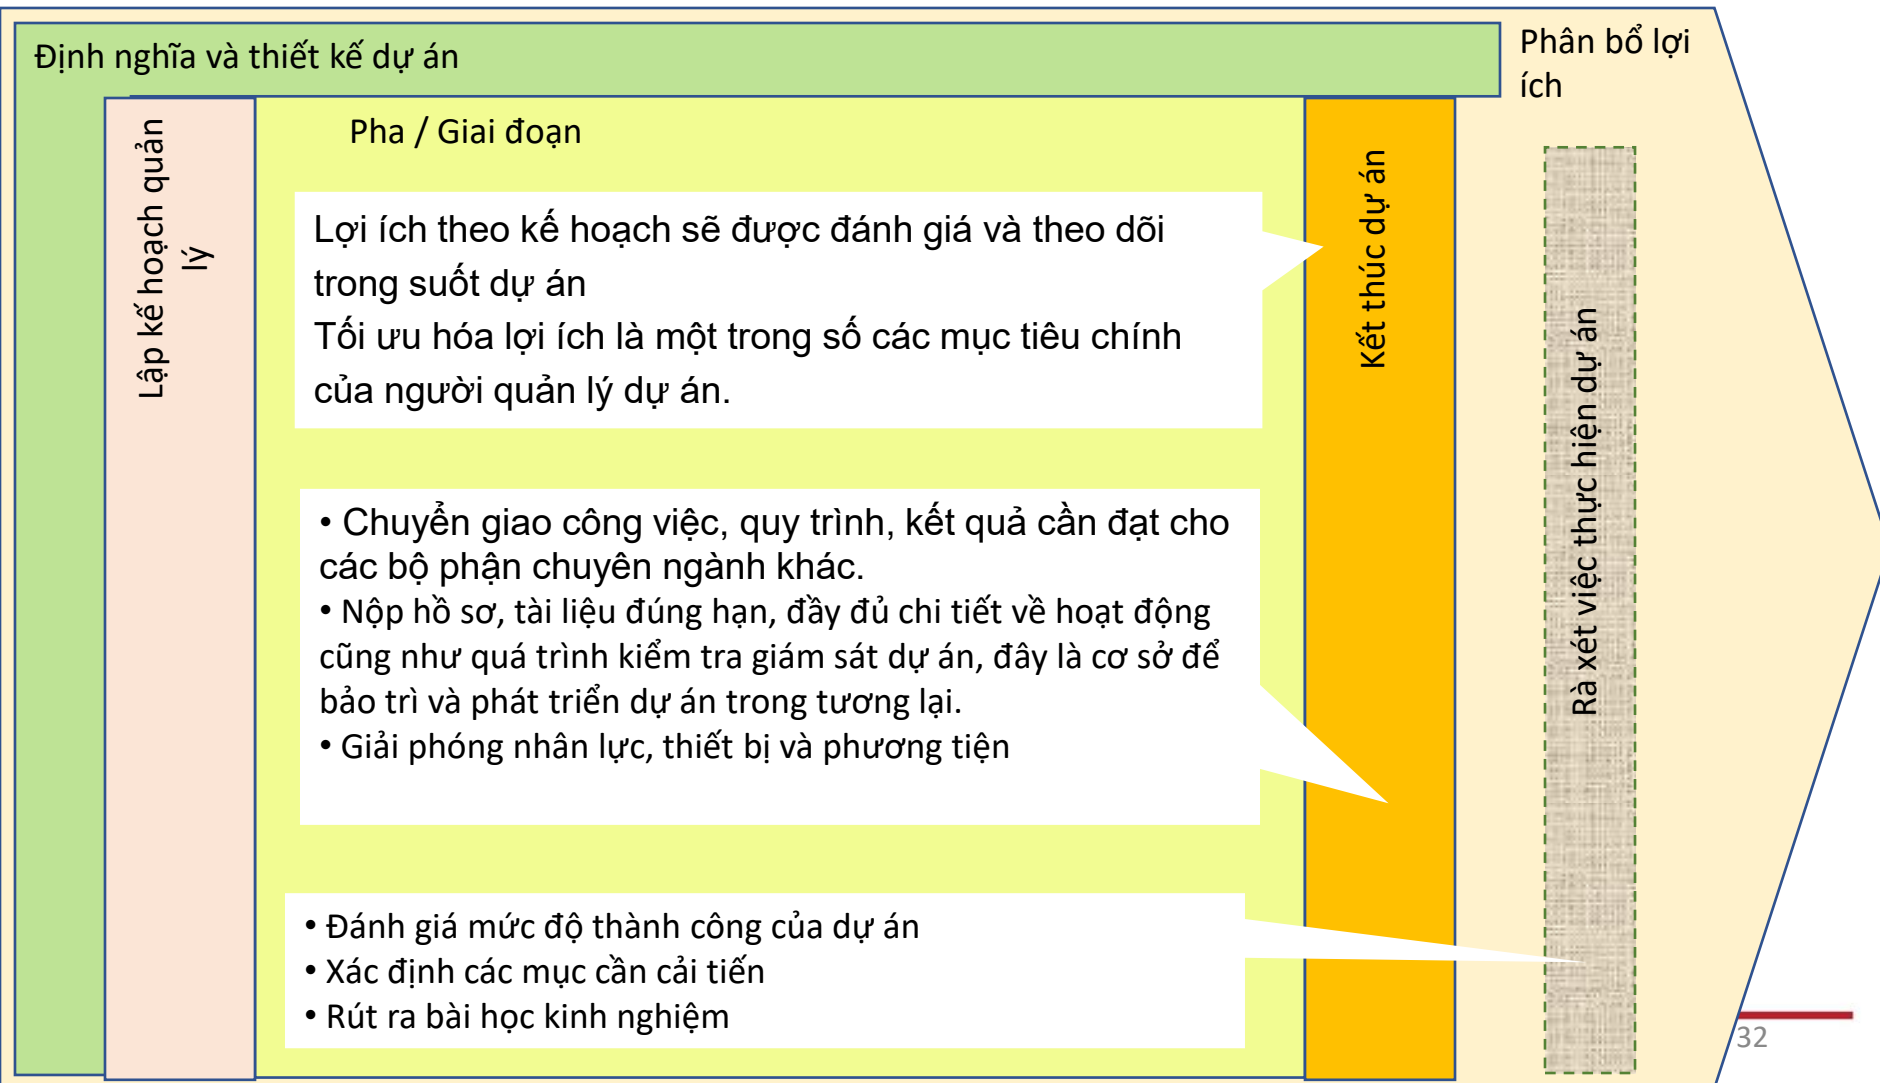 Định nghĩa và thiết kế dự án
Phân bổ lợi
ích
Lập kế hoạch quản
lý
Pha / Giai đoạn
Lợi ích theo kế hoạch sẽ được đánh giá và theo dõi
trong suốt dự án
Tối ưu hóa lợi ích là một trong số các mục tiêu chính
của người quản lý dự án.
• Chuyển giao công việc, quy trình, kết quả cần đạt cho
các bộ phận chuyên ngành khác.
• Nộp hồ sơ, tài liệu đúng hạn, đầy đủ chi tiết về hoạt động
cũng như quá trình kiểm tra giám sát dự án, đây là cơ sở để
bảo trì và phát triển dự án trong tương lại.
• Giải phóng nhân lực, thiết bị và phương tiện
• Đánh giá mức độ thành công của dự án
• Xác định các mục cần cải tiến
• Rút ra bài học kinh nghiệm
Kết thúc dự án
Rà xét việc thực hiện dự án
32